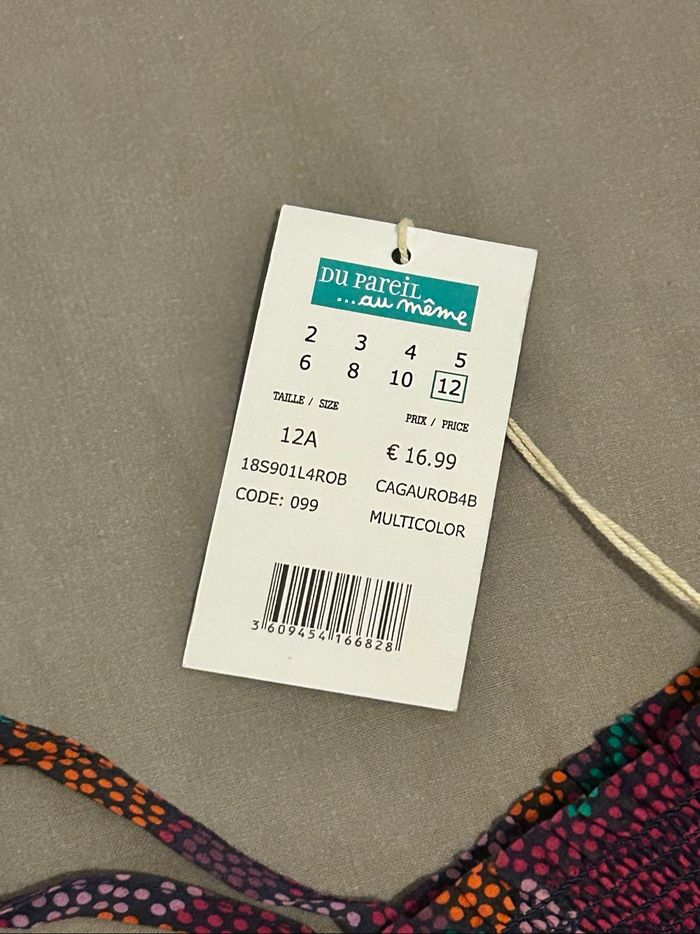 DU PAREIL
...au même
2 3 4 5
6 8 10 12
TAILLE / SIZE PRIX / PRICE
12A € 16.99
18S901L4ROB CAGAUROB4B
CODE: 099 MULTICOLOR
3 609454 166828